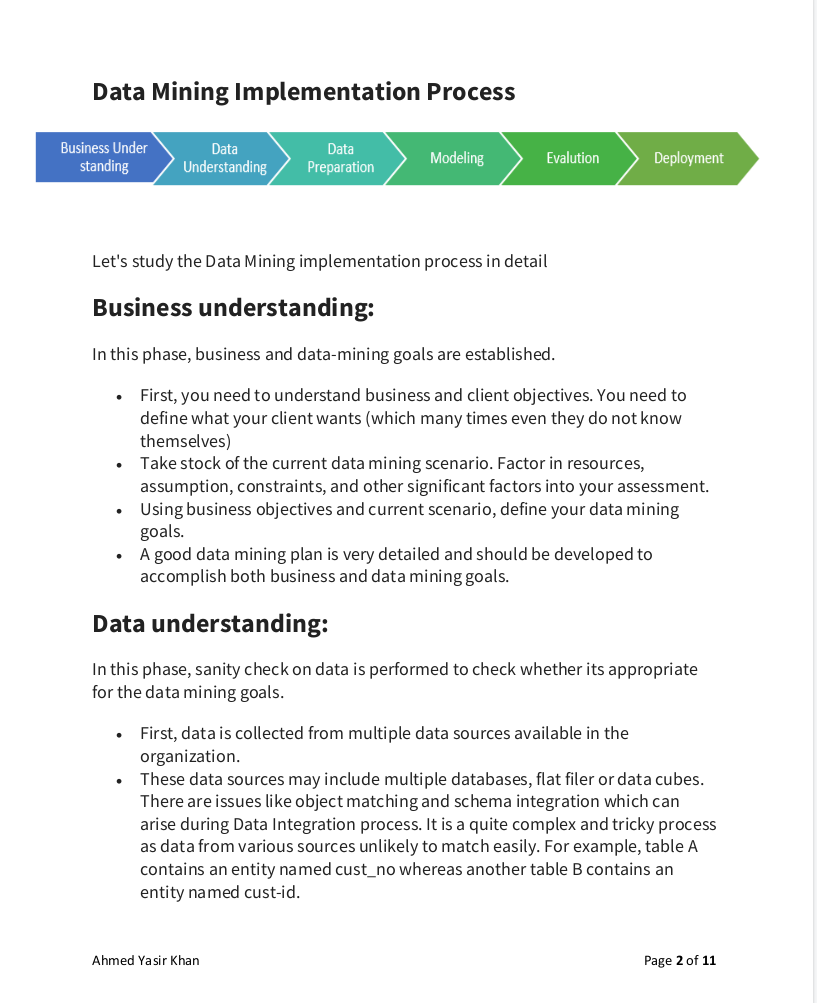 Data Mining Implementation Process
Business Under
standing
Data
Understanding
Data
Preparation
Modeling
Evalution
Deployment
Let's study the Data Mining implementation process in detail
Business understanding:
In this phase, business and data-mining goals are established.
• First, you need to understand business and client objectives. You need to
define what your client wants (which many times even they do not know
themselves)
• Take stock of the current data mining scenario. Factor in resources,
assumption, constraints, and other significant factors into your assessment.
• Using business objectives and current scenario, define your data mining
goals.
• A good data mining plan is very detailed and should be developed to
accomplish both business and data mining goals.
Data understanding:
In this phase, sanity check on data is performed to check whether its appropriate
for the data mining goals.
• First, data is collected from multiple data sources available in the
organization.
• These data sources may include multiple databases, flat filer or data cubes.
There are issues like object matching and schema integration which can
arise during Data Integration process. It is a quite complex and tricky process
as data from various sources unlikely to match easily. For example, table A
contains an entity named cust_no whereas another table B contains an
entity named cust-id.
Ahmed Yasir Khan
Page 2 of 11